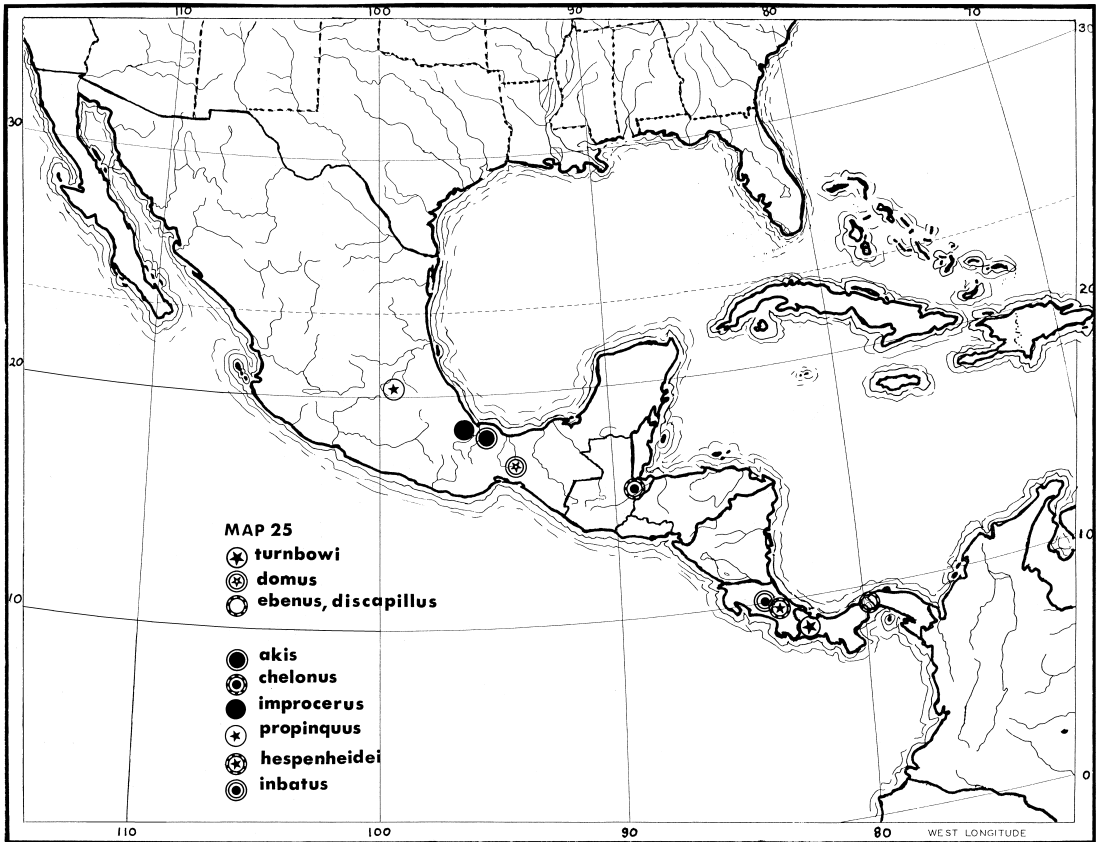 110 100 90 80 70
30
30
20
20
10
10
0
MAP 25
turnbowi
domus
ebenus, discapillus
akis
chelonus
improcerus
propinquus
hespenheidei
inbatus
110 100 90 80 WEST LONGITUDE